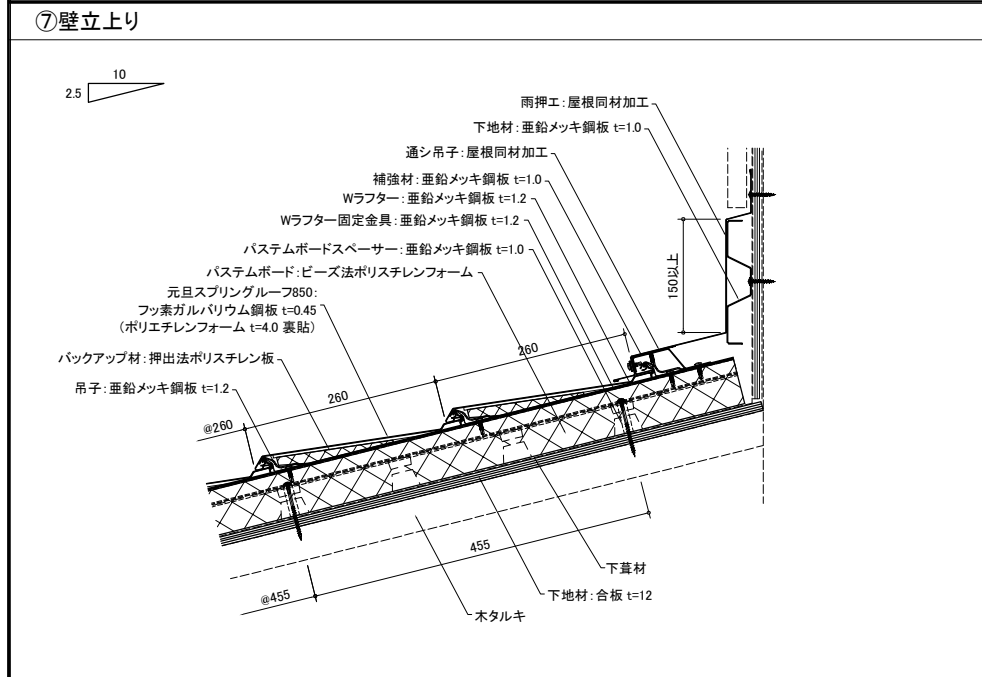 ⑦壁立上り
10
2.5
雨押エ:屋根同材加工
下地材:亜鉛メッキ鋼板 t=1.0
通シ吊子:屋根同材加工
補強材:亜鉛メッキ鋼板 t=1.0
Wラフター:亜鉛メッキ鋼板 t=1.2
Wラフター固定金具:亜鉛メッキ鋼板 t=1.2
パステムボードスペーサー:亜鉛メッキ鋼板 t=1.0
パステムボード:ビーズ法ポリスチレンフォーム
元旦スプリングルーフ850:
フッ素ガルバリウム鋼板 t=0.45
(ポリエチレンフォーム t=4.0 裏貼)
バックアップ材:押出法ポリスチレン板
吊子:亜鉛メッキ鋼板 t=1.2
150以上
260
260
@260
455
@455
下葺材
下地材:合板 t=12
木タルキ